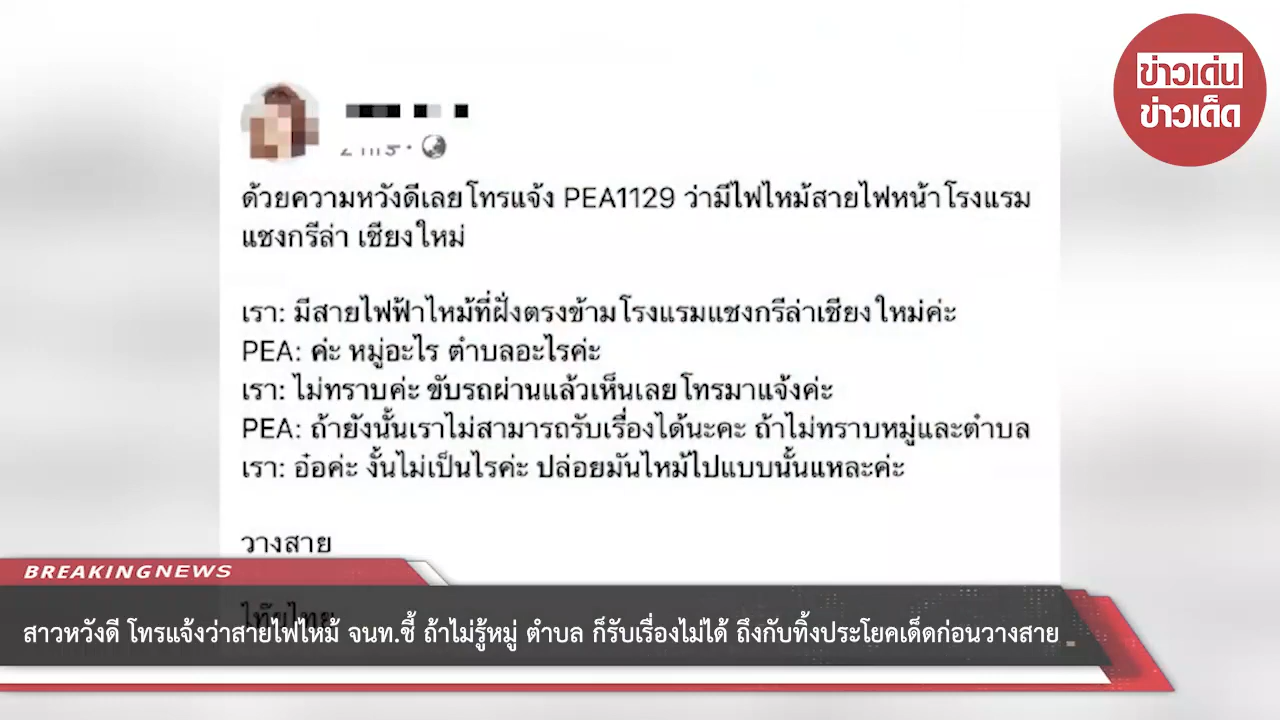 ข่าวเด่น
ข่าวเด็ด
ด้วยความหวังดีเลยโทรแจ้ง PEA1129 ว่ามีไฟไหม้สายไฟหน้าโรงแรม
แชงกรีล่า เชียงใหม่
เรา: มีสายไฟฟ้าไหม้ที่ฝั่งตรงข้ามโรงแรมแชงกรีล่าเชียงใหม่ค่ะ
PEA: ค่ะ หมู่อะไร ตำบลอะไรค่ะ
เรา: ไม่ทราบค่ะ ขับรถผ่านแล้วเห็นเลยโทรมาแจ้งค่ะ
PEA: ถ้ายังนั้นเราไม่สามารถรับเรื่องได้นะคะ ถ้าไม่ทราบหมู่และตำบล
เรา: อ๋อค่ะ งั้นไม่เป็นไรค่ะ ปล่อยมันไหม้ไปแบบนั้นแหละค่ะ
วางสาย
BREAKINGNEWS
สาวหวังดี โทรแจ้งว่าสายไฟไหม้ จนท.ชี้ ถ้าไม่รู้หมู่ ตำบล ก็รับเรื่องไม่ได้ ถึงกับทิ้งประโยคเด็ดก่อนวางสาย